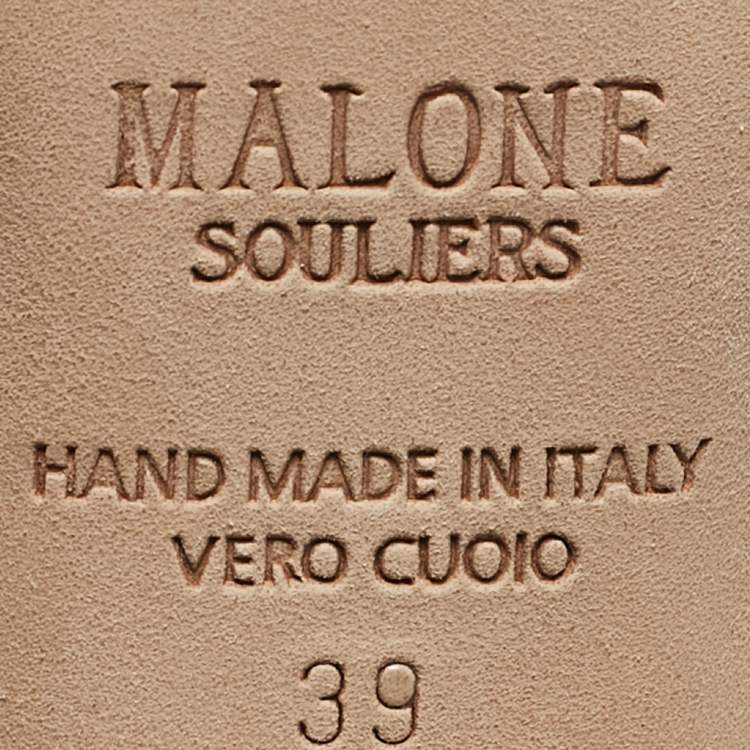 MALONE
SOULIERS
HAND MADE IN ITALY
VERO CUOIO
39